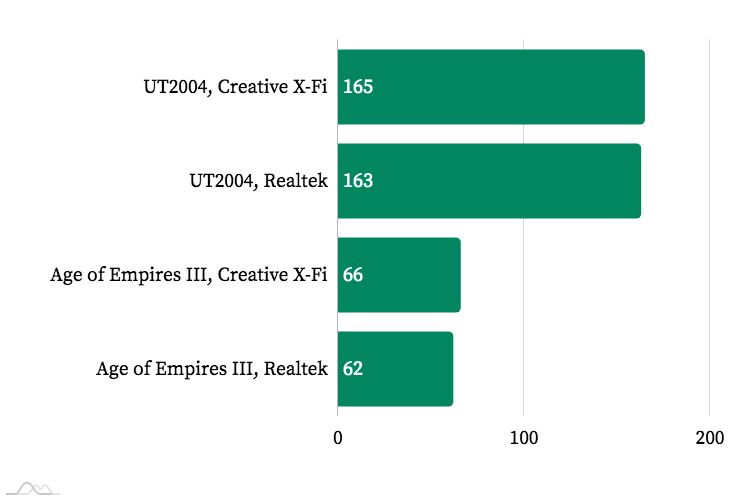 UT2004, Creative X-Fi 165
UT2004, Realtek 163
Age of Empires III, Creative X-Fi 66
Age of Empires III, Realtek 62
0 100 200